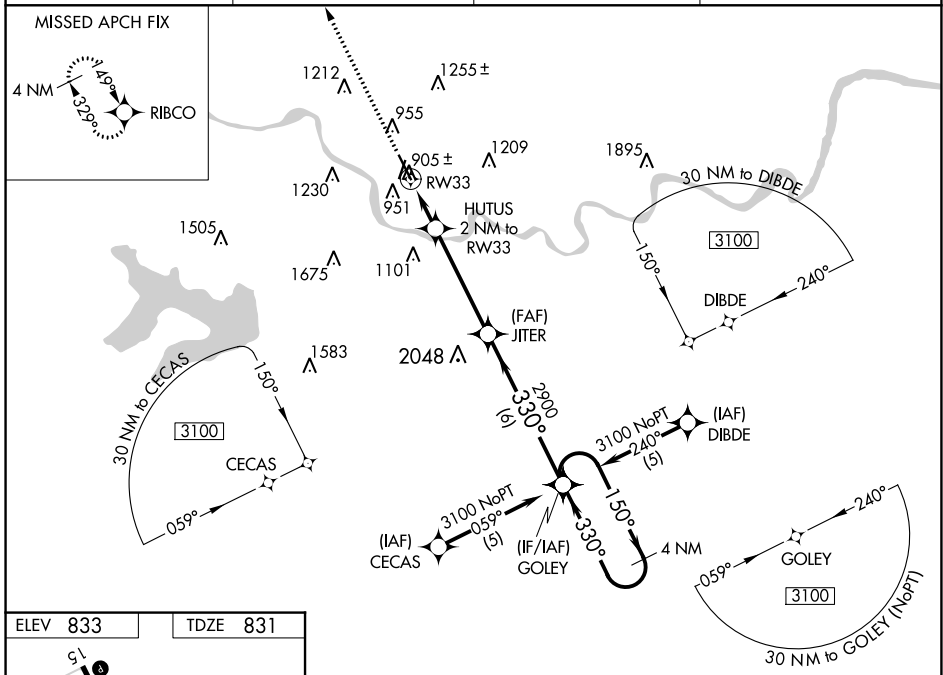 MISSED APCH FIX
149°
4 NM
329°
RIBCO
1212
1255 ±
955
905 ±
1209
1895
RW33
1230
951
HUTUS
2 NM to
RW33
1505
1675
1101
30 NM to DIBDE
3100
150°
240°
DIBDE
(FAF)
JITER
2048
1583
30 NM to CECAS
150°
3100
CECAS
059°
2900
330°
(6)
(IAF)
DIBDE
3100 NoPT
240°
(5)
3100 NoPT
059°
(5)
(IAF)
CECAS
(IF/IAF)
GOLEY
330°
150°
4 NM
240°
059°
GOLEY
3100
30 NM to GOLEY (NoPT)
ELEV 833
TDZE 831
15
P